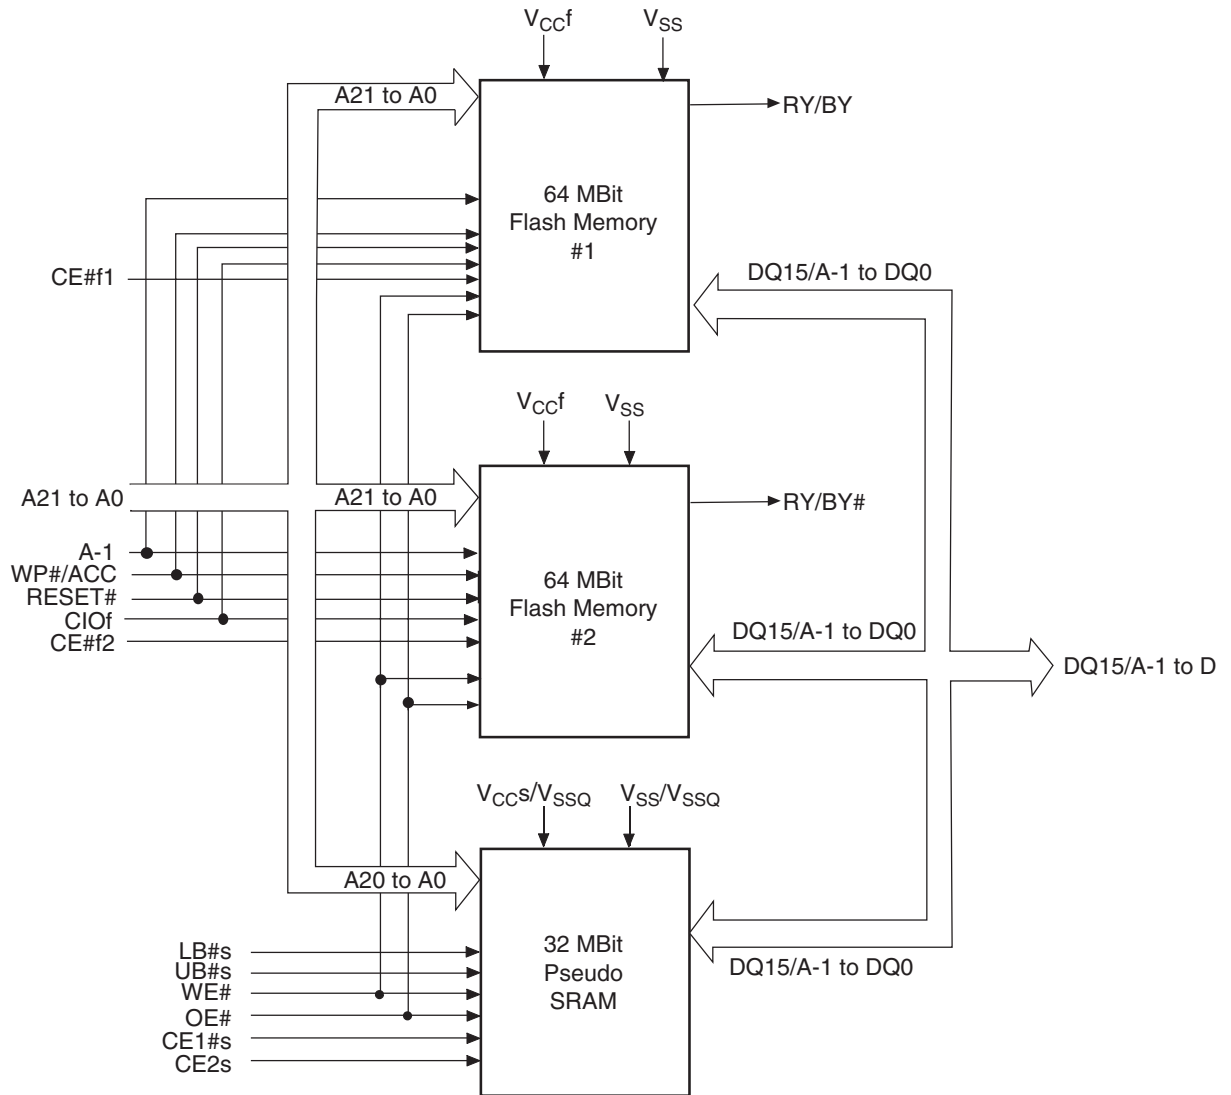 VCCf
VSS
A21 to A0
RY/BY
64 MBit
Flash Memory
#1
CE#f1
DQ15/A-1 to DQ0
VCCf
VSS
A21 to A0
A21 to A0
RY/BY#
A-1
WP#/ACC
RESET#
CIOf
CE#f2
64 MBit
Flash Memory
#2
DQ15/A-1 to DQ0
DQ15/A-1 to D
VCCs/VSSQ
VSS/VSSQ
A20 to A0
LB#s
UB#s
WE#
OE#
CE1#s
CE2s
32 MBit
Pseudo
SRAM
DQ15/A-1 to DQ0